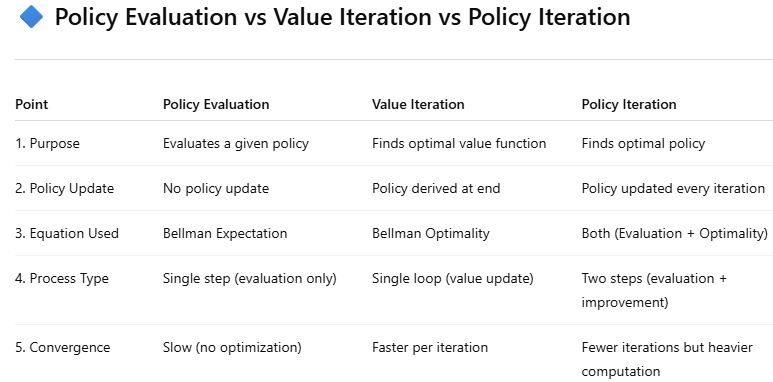 🔷 Policy Evaluation vs Value Iteration vs Policy Iteration
Point Policy Evaluation Value Iteration Policy Iteration
1. Purpose Evaluates a given policy Finds optimal value function Finds optimal policy
2. Policy Update No policy update Policy derived at end Policy updated every iteration
3. Equation Used Bellman Expectation Bellman Optimality Both (Evaluation + Optimality)
4. Process Type Single step (evaluation only) Single loop (value update) Two steps (evaluation +
improvement)
5. Convergence Slow (no optimization) Faster per iteration Fewer iterations but heavier
computation